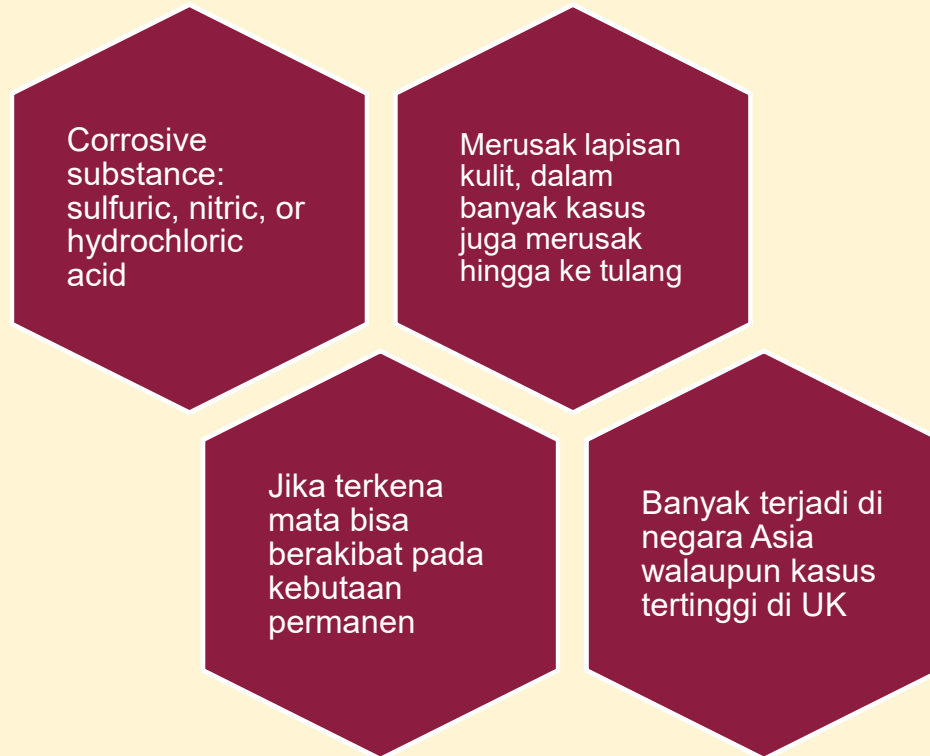 Corrosive
substance:
sulfuric, nitric, or
hydrochloric
acid
Merusak lapisan
kulit, dalam
banyak kasus
juga merusak
hingga ke tulang
Jika terkena
mata bisa
berakibat pada
kebutaan
permanen
Banyak terjadi di
negara Asia
walaupun kasus
tertinggi di UK